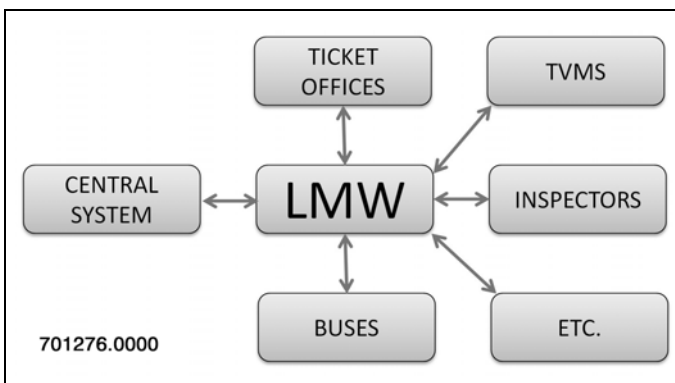 TICKET
OFFICES
TVMS
CENTRAL
SYSTEM
LMW
INSPECTORS
BUSES
ETC.
701276.0000